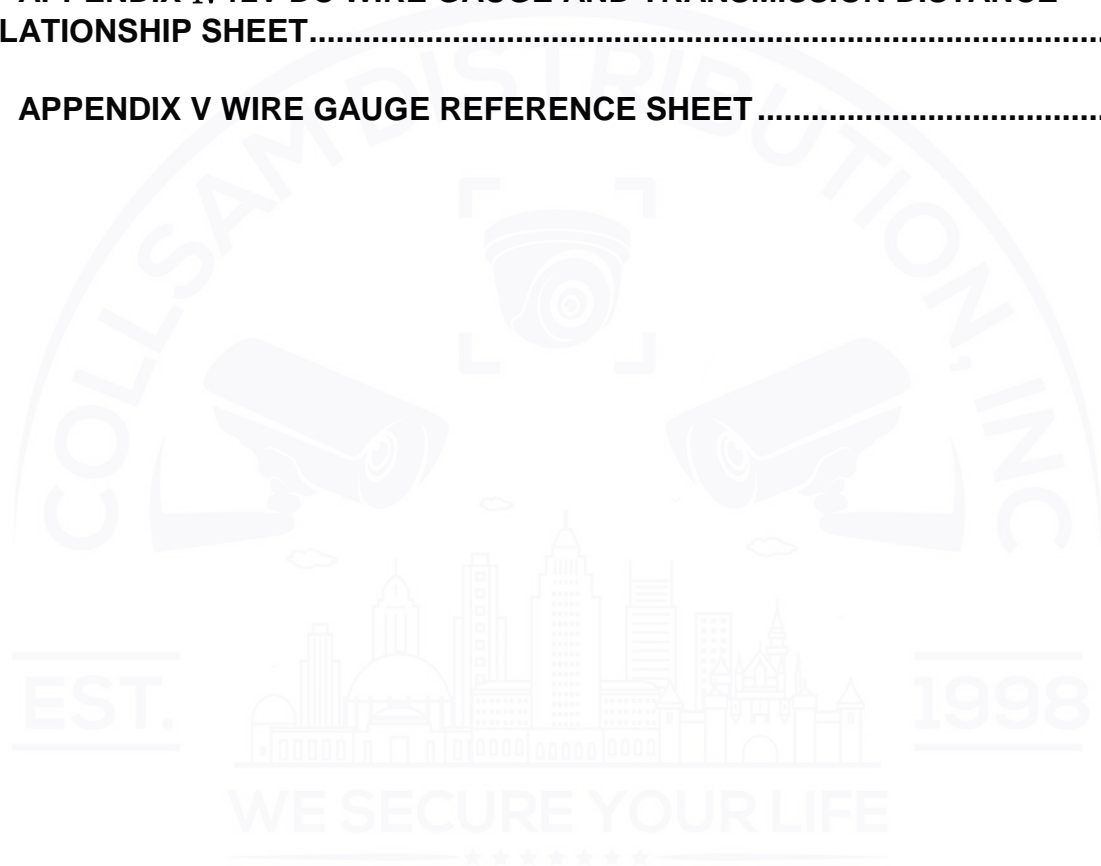 APPENDIX Ⅳ 12V DC WIRE GAUGE AND TRANSMISSION DISTANCE
LATIONSHIP SHEET..........................................................................................
APPENDIX V WIRE GAUGE REFERENCE SHEET .......................................
COLLSAM DISTRIBUTION, INC
EST.
1998
WE SECURE YOUR LIFE